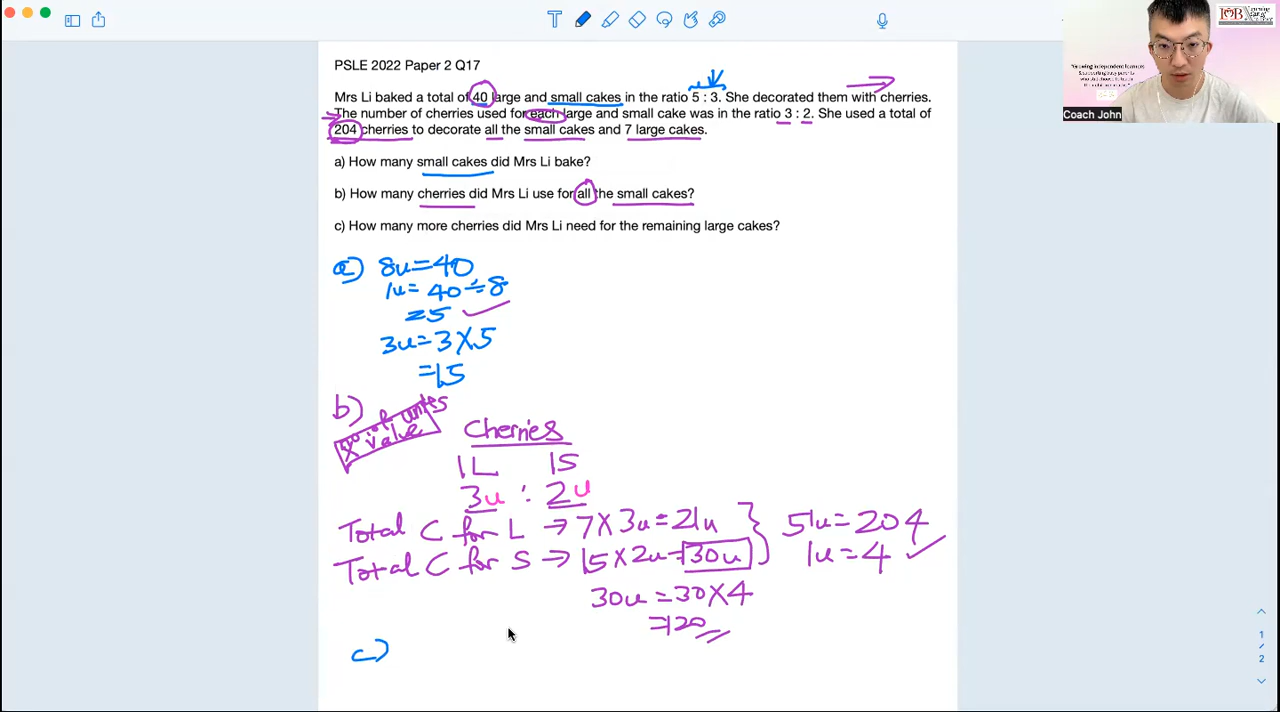 PSLE 2022 Paper 2 Q17
Mrs Li baked a total of 40 large and small cakes in the ratio 5 : 3. She decorated them with cherries.
The number of cherries used for each large and small cake was in the ratio 3 : 2. She used a total of
204 cherries to decorate all the small cakes and 7 large cakes.
a) How many small cakes did Mrs Li bake?
b) How many cherries did Mrs Li use for all the small cakes?
c) How many more cherries did Mrs Li need for the remaining large cakes?
a) 8u=40
1u= 40÷8
=5
3u=3×5
=15
b)
No of units
× value
Cherries
1L 1S
3u : 2u
Total C for L → 7×3u=21u
51u=204
Total C for S → 15×2u=30u
1u=4
30u=30×4
=120
c)
Coach John
1
2